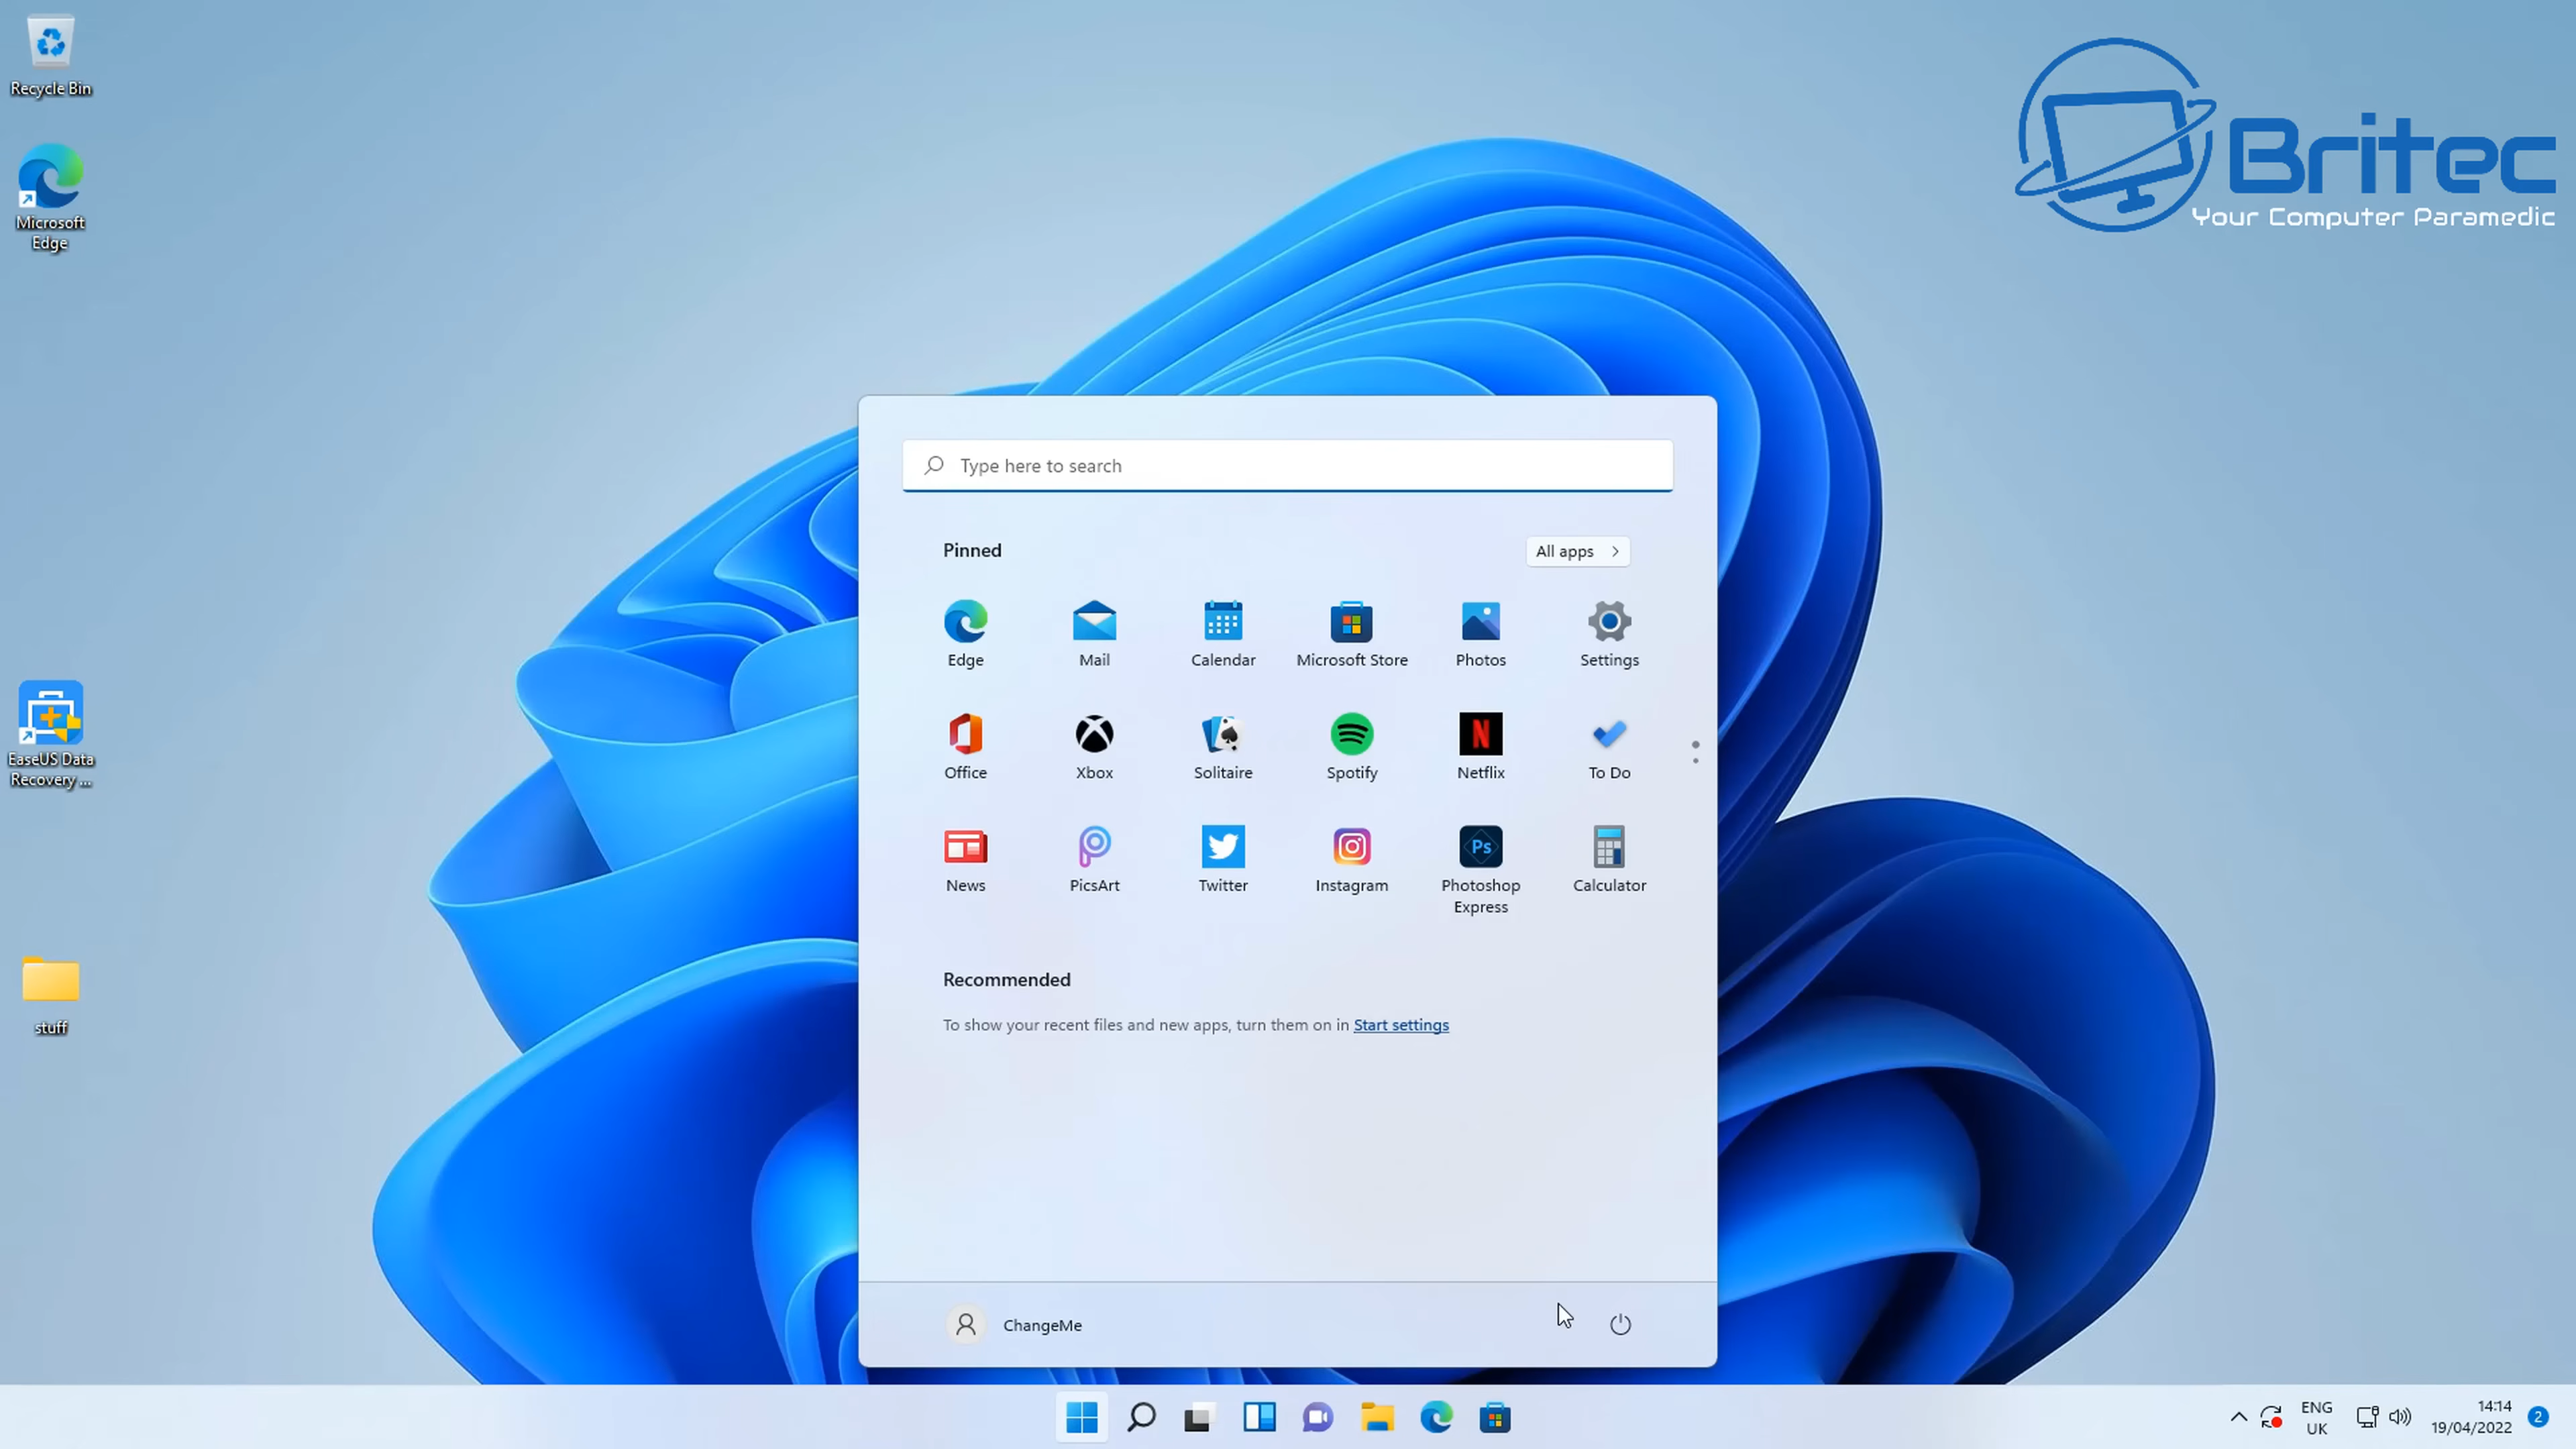 Recycle Bin
Microsoft
Edge
EaseUS Data
Recovery ...
stuff
Britec
Your Computer Paramedic
Type here to search
Pinned
All apps
Edge
Mail
Calendar
Microsoft Store
Photos
Settings
Office
Xbox
Solitaire
Spotify
Netflix
To Do
News
PicsArt
Twitter
Instagram
Ps
Photoshop
Express
Calculator
Recommended
To show your recent files and new apps, turn them on in Start settings
ChangeMe
ENG
UK
14:14
19/04/2022
2